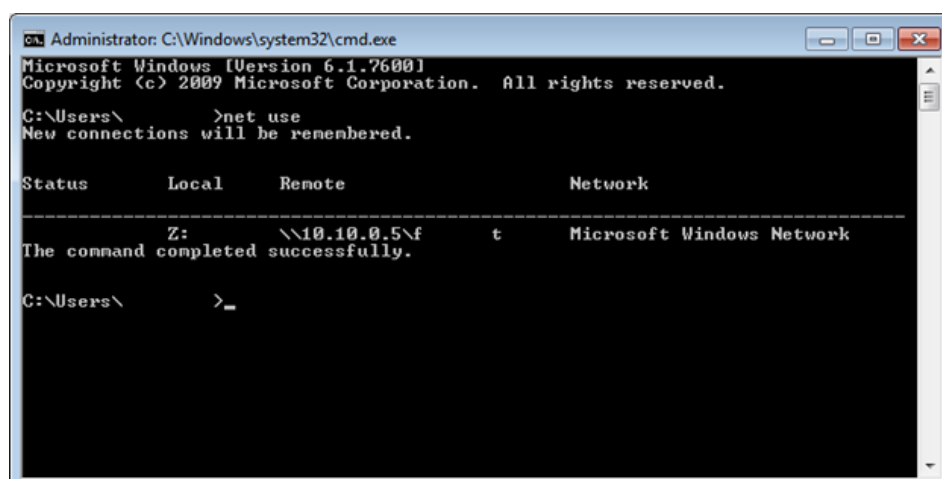 Administrator: C:\Windows\system32\cmd.exe
Microsoft Windows [Version 6.1.7600]
Copyright (c) 2009 Microsoft Corporation.  All rights reserved.
C:\Users\        >net use
New connections will be remembered.
Status       Local     Remote                    Network
Z:        \\10.10.0.5\f       t     Microsoft Windows Network
The command completed successfully.
C:\Users\        >_